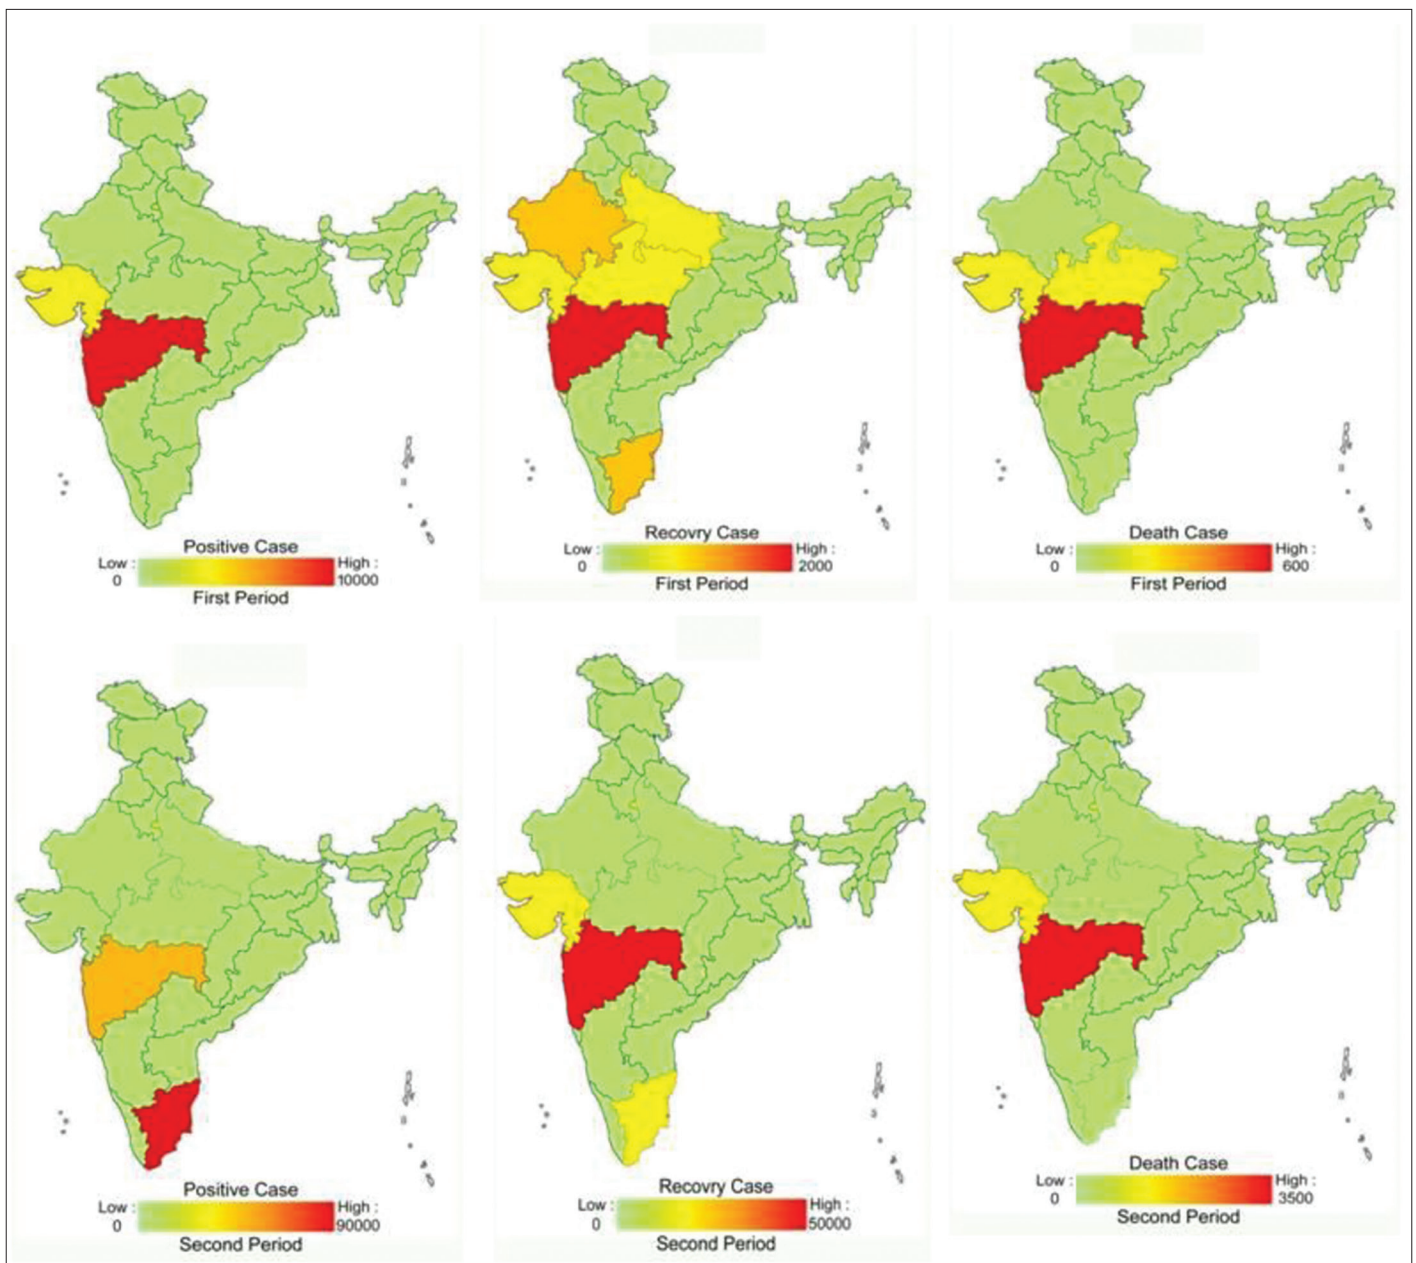 Positive Case
Low : High :
0 10000
First Period
Recovry Case
Low : High :
0 2000
First Period
Death Case
Low : High :
0 600
First Period
Positive Case
Low : High :
0 90000
Second Period
Recovry Case
Low : High :
0 50000
Second Period
Death Case
Low : High :
0 3500
Second Period